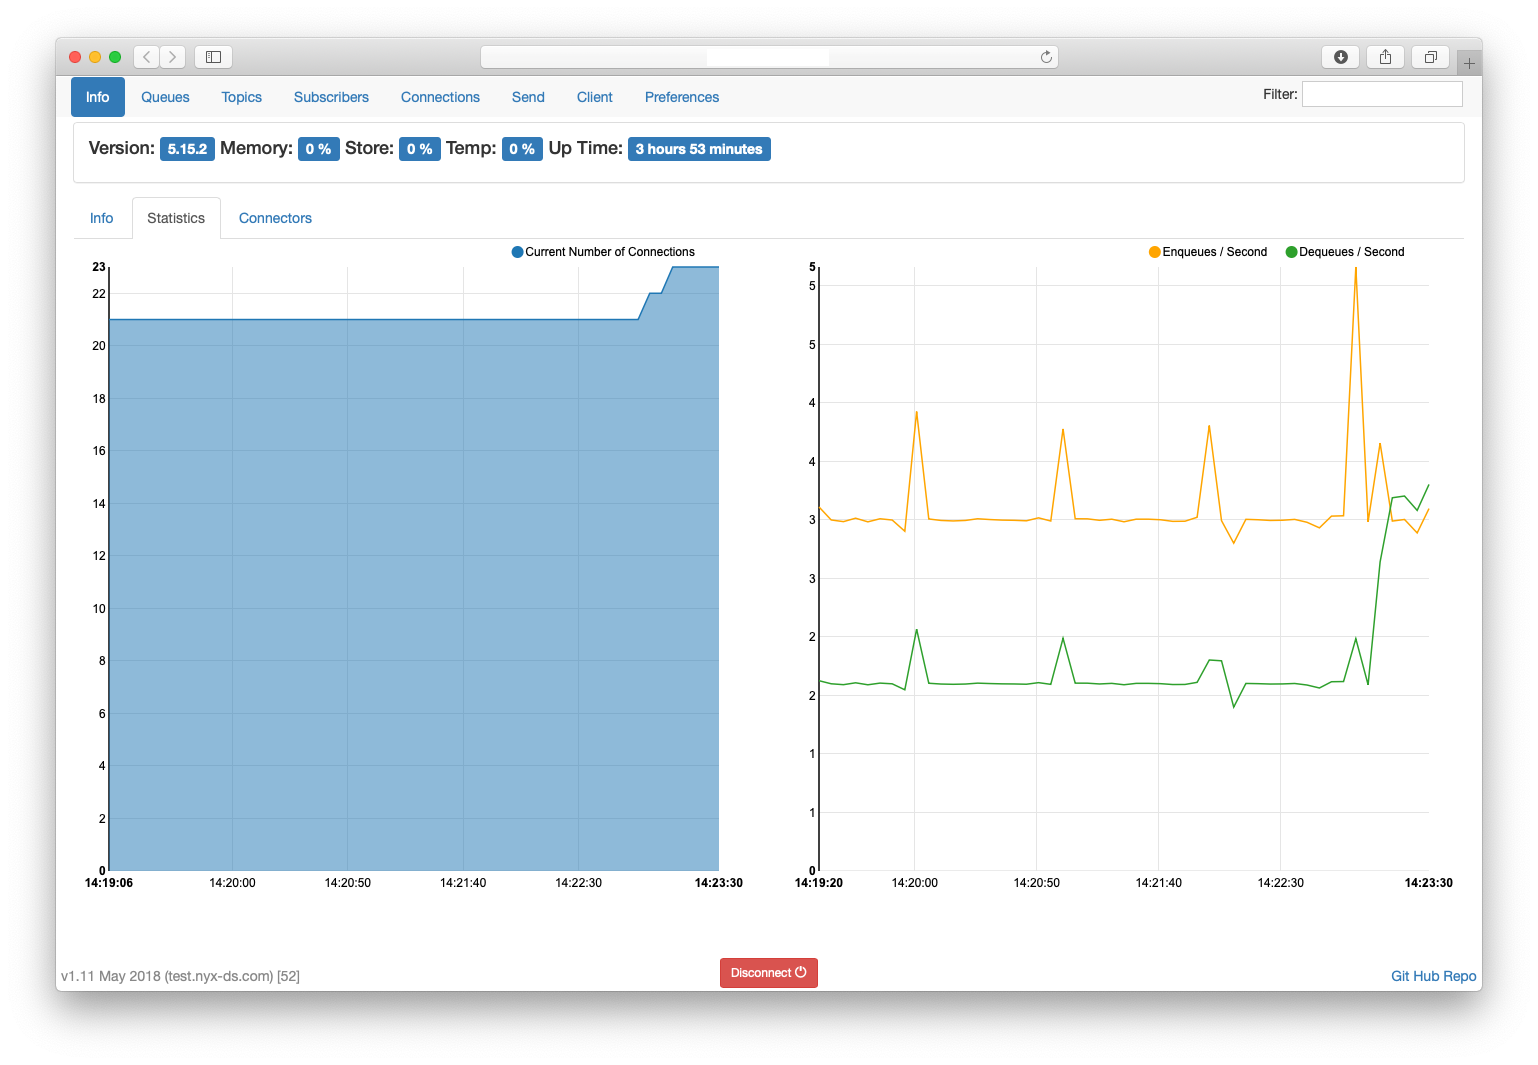 Info Queues Topics Subscribers Connections Send Client Preferences Filter:
Version: 5.15.2 Memory: 0 % Store: 0 % Temp: 0 % Up Time: 3 hours 53 minutes
Info Statistics Connectors
Current Number of Connections
23
22
20
18
16
14
12
10
8
6
4
2
0
14:19:06 14:20:00 14:20:50 14:21:40 14:22:30 14:23:30
Enqueues / Second Dequeues / Second
5
5
5
4
4
3
3
2
2
1
1
0
14:19:20 14:20:00 14:20:50 14:21:40 14:22:30 14:23:30
v1.11 May 2018 (test.nyx-ds.com) [52]
Disconnect
Git Hub Repo